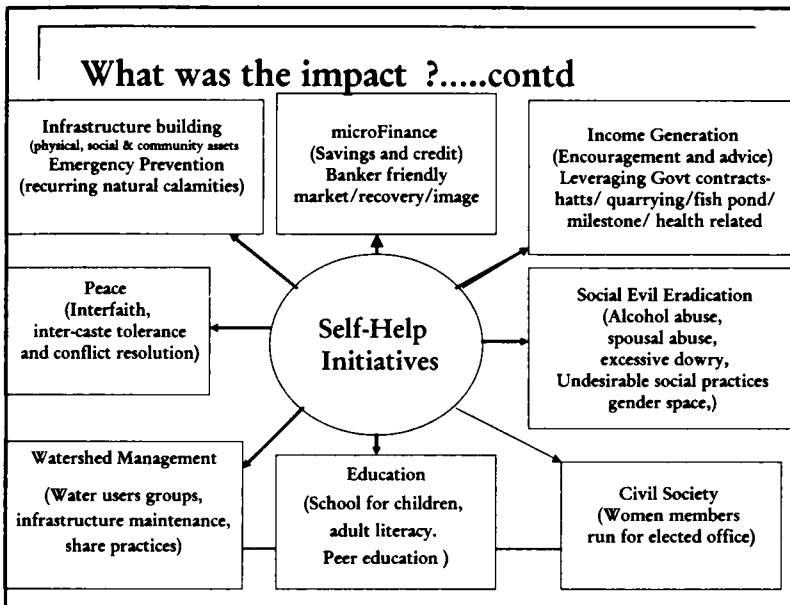 What was the impact ?.....contd
Infrastructure building
(physical, social & community assets
Emergency Prevention
(recurring natural calamities)
microFinance
(Savings and credit)
Banker friendly
market/recovery/image
Income Generation
(Encouragement and advice)
Leveraging Govt contracts-
hatts/ quarrying/fish pond/
milestone/ health related
Peace
(Interfaith,
inter-caste tolerance
and conflict resolution)
Self-Help
Initiatives
Social Evil Eradication
(Alcohol abuse,
spousal abuse,
excessive dowry,
Undesirable social practices
gender space,)
Watershed Management
(Water users groups,
infrastructure maintenance,
share practices)
Education
(School for children,
adult literacy.
Peer education )
Civil Society
(Women members
run for elected office)